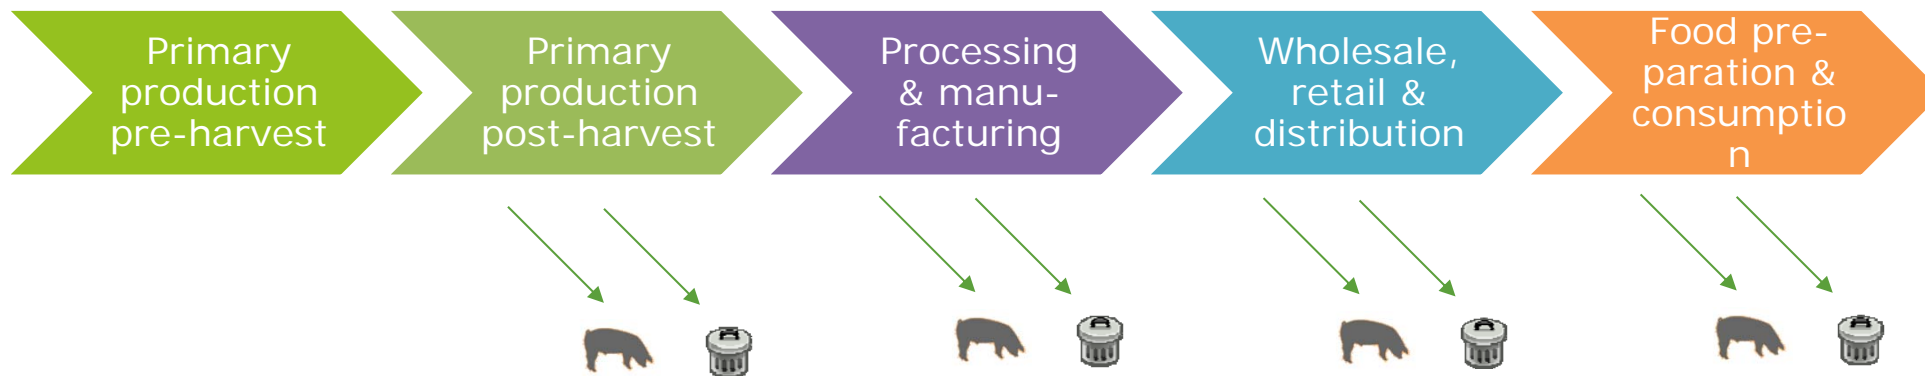 Primary
production
pre-harvest
Primary
production
post-harvest
Processing
& manu-
facturing
Wholesale,
retail &
distribution
Food pre-
paration &
consumptio
n